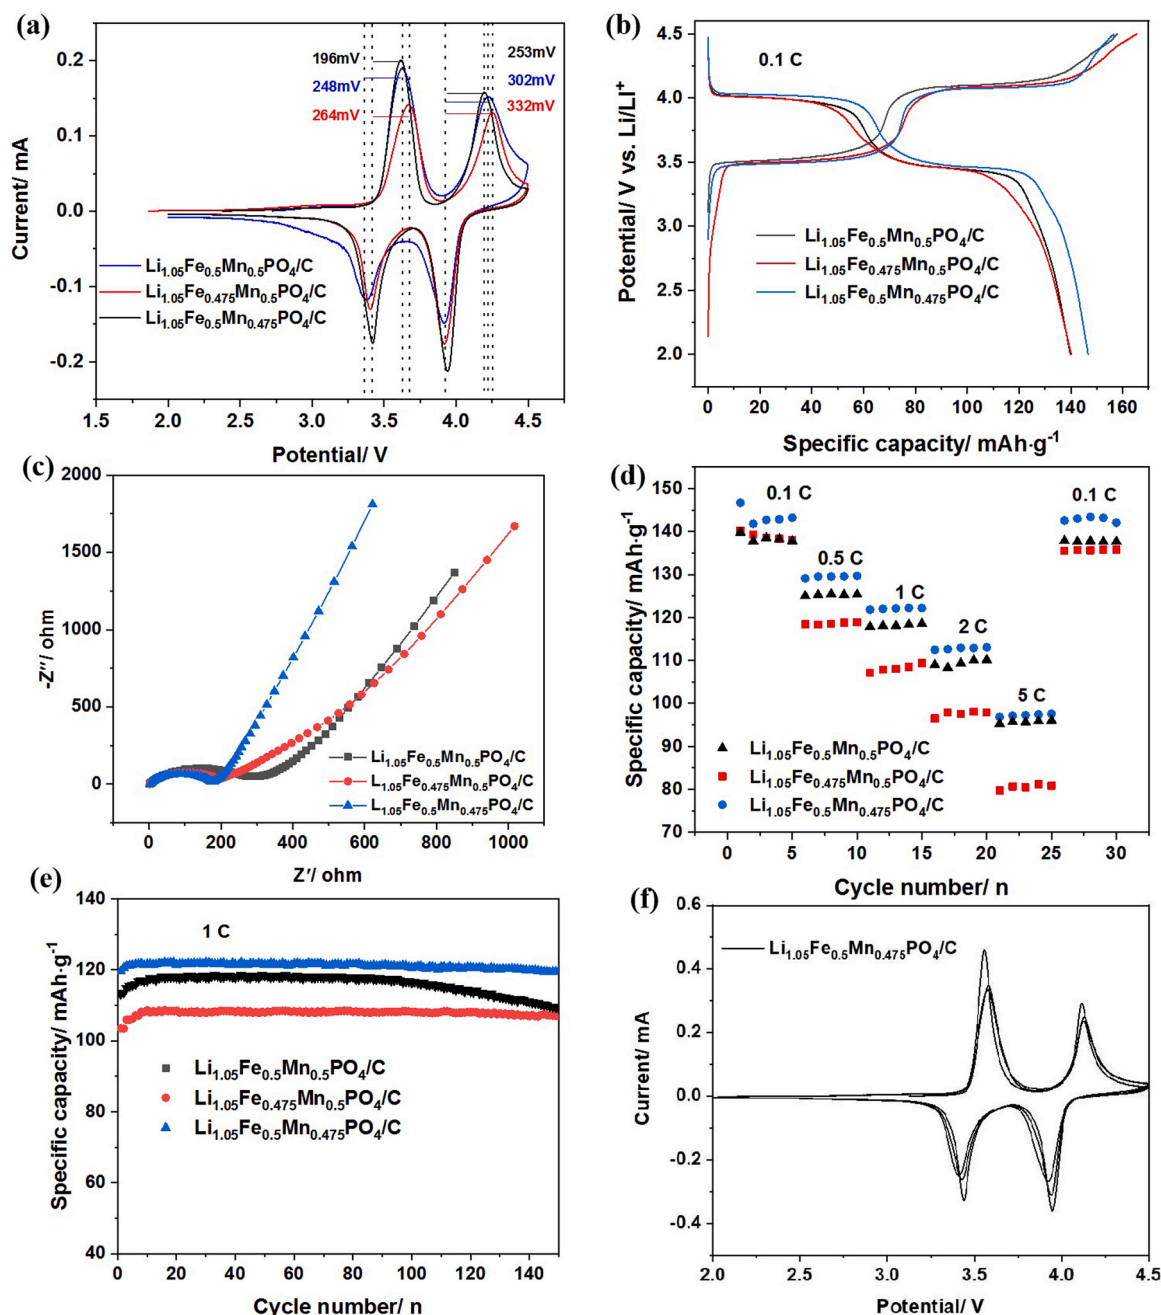 (a)
196mV
248mV
264mV
253mV
302mV
332mV
0.2
0.1
0.0
-0.1
-0.2
Current/ mA
Li1.05Fe0.5Mn0.5PO4/C
Li1.05Fe0.475Mn0.5PO4/C
Li1.05Fe0.5Mn0.475PO4/C
1.5 2.0 2.5 3.0 3.5 4.0 4.5
Potential/ V
(b)
0.1 C
4.5
4.0
3.5
3.0
2.5
2.0
Potential/ V vs. Li/LI+
Li1.05Fe0.5Mn0.5PO4/C
Li1.05Fe0.475Mn0.5PO4/C
Li1.05Fe0.5Mn0.475PO4/C
0 20 40 60 80 100 120 140 160
Specific capacity/ mAh·g-1
(c)
2000
1500
1000
500
0
-Z″/ ohm
Li1.05Fe0.5Mn0.5PO4/C
L1.05Fe0.475Mn0.5PO4/C
L1.05Fe0.5Mn0.475PO4/C
0 200 400 600 800 1000
Z′/ ohm
(d)
150
140
130
120
110
100
90
80
70
Specific capacity/ mAh·g-1
0.1 C
0.5 C
1 C
2 C
5 C
0.1 C
Li1.05Fe0.5Mn0.5PO4/C
Li1.05Fe0.475Mn0.5PO4/C
Li1.05Fe0.5Mn0.475PO4/C
0 5 10 15 20 25 30
Cycle number/ n
(e)
140
120
100
80
60
40
Specific capacity/ mAh·g-1
1 C
Li1.05Fe0.5Mn0.5PO4/C
Li1.05Fe0.475Mn0.5PO4/C
Li1.05Fe0.5Mn0.475PO4/C
0 20 40 60 80 100 120 140
Cycle number/ n
(f)
0.6
0.4
0.2
0.0
-0.2
-0.4
Current/ mA
Li1.05Fe0.5Mn0.475PO4/C
2.0 2.5 3.0 3.5 4.0 4.5
Potential/ V